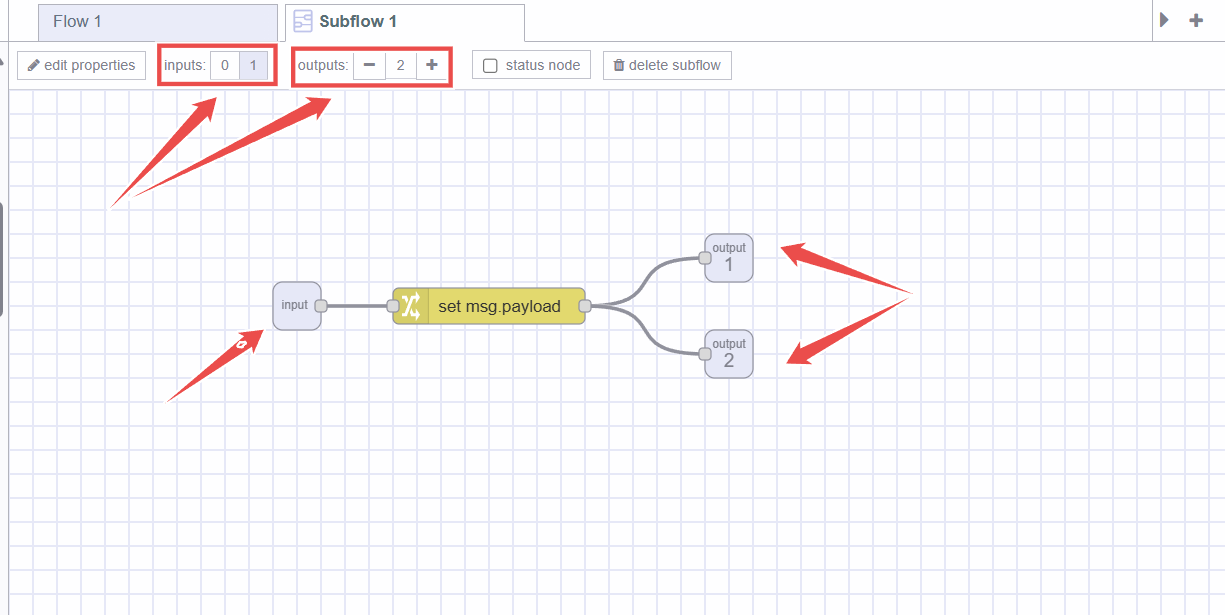 Flow 1
Subflow 1
edit properties
inputs: 0 1
outputs: − 2 +
status node
delete subflow
output
1
input
set msg.payload
output
2